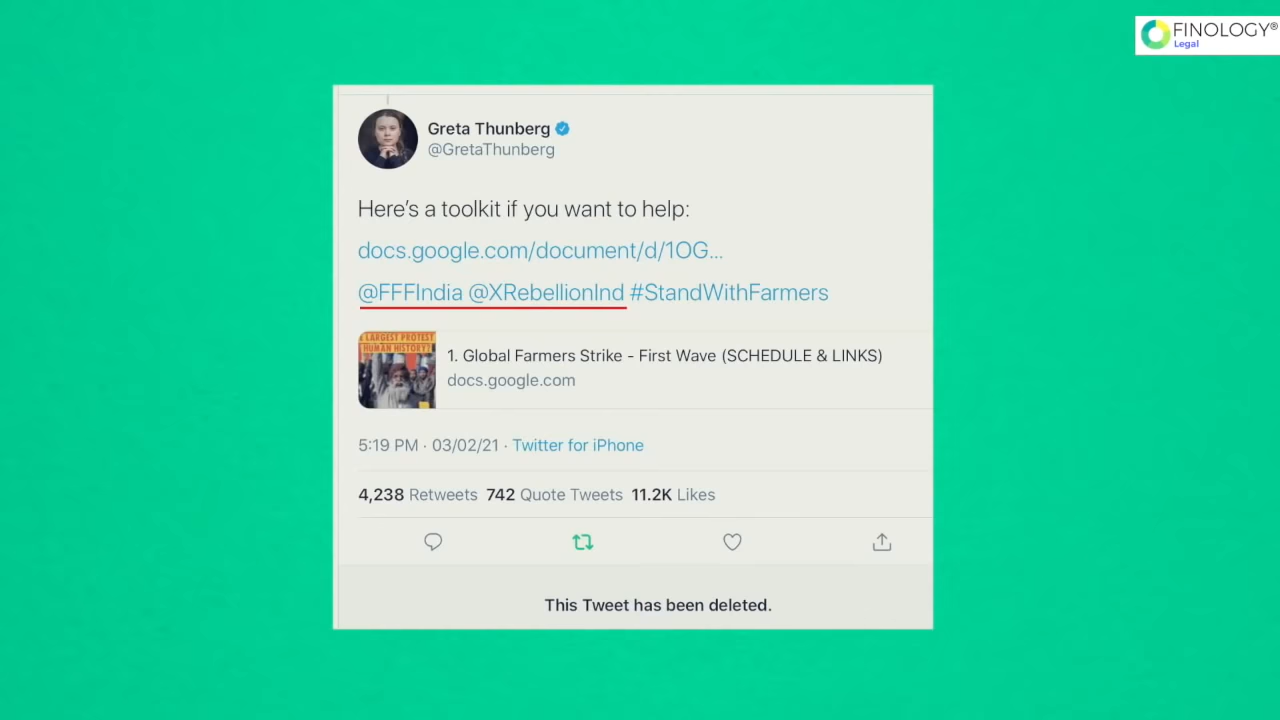 FINOLOGY®
Legal
Greta Thunberg
@GretaThunberg
Here's a toolkit if you want to help:
docs.google.com/document/d/1OG...
@FFFIndia @XRebellionInd #StandWithFarmers
LARGEST PROTEST
HUMAN HISTORY?
1. Global Farmers Strike - First Wave (SCHEDULE & LINKS)
docs.google.com
5:19 PM · 03/02/21 · Twitter for iPhone
4,238 Retweets 742 Quote Tweets 11.2K Likes
This Tweet has been deleted.